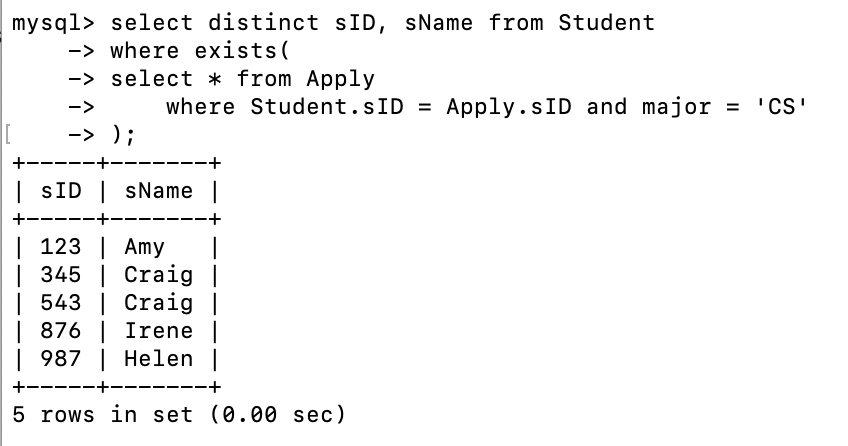 mysql> select distinct sID, sName from Student
    -> where exists(
    -> select * from Apply
    ->     where Student.sID = Apply.sID and major = 'CS'
[   -> );
+-----+-------+
| sID | sName |
+-----+-------+
| 123 | Amy   |
| 345 | Craig |
| 543 | Craig |
| 876 | Irene |
| 987 | Helen |
+-----+-------+
5 rows in set (0.00 sec)